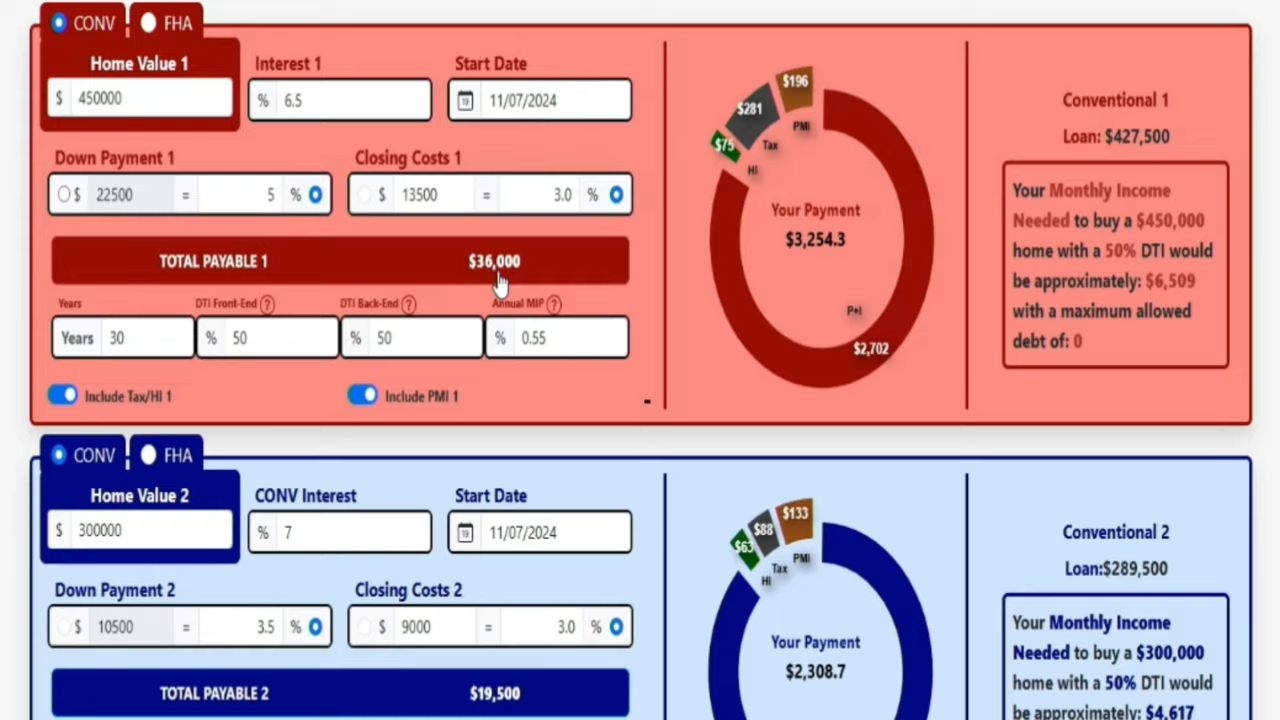 CONV FHA
Home Value 1 Interest 1 Start Date
$ 450000 % 6.5 11/07/2024
Down Payment 1 Closing Costs 1
$ 22500 = 5 % $ 13500 = 3.0 %
TOTAL PAYABLE 1 $36,000
Years DTI Front-End ? DTI Back-End ? Annual MIP ?
Years 30 % 50 % 50 % 0.55
Include Tax/HI 1 Include PMI 1
$196
$281
PMI
$75
Tax
HI
Your Payment
$3,254.3
P+I
$2,702
Conventional 1
Loan: $427,500
Your Monthly Income
Needed to buy a $450,000
home with a 50% DTI would
be approximately: $6,509
with a maximum allowed
debt of: 0
CONV FHA
Home Value 2 CONV Interest Start Date
$ 300000 % 7 11/07/2024
Down Payment 2 Closing Costs 2
$ 10500 = 3.5 % $ 9000 = 3.0 %
TOTAL PAYABLE 2 $19,500
$133
$88
$63
PMI
Tax
HI
Your Payment
$2,308.7
Conventional 2
Loan:$289,500
Your Monthly Income
Needed to buy a $300,000
home with a 50% DTI would
be approximately: $4,617